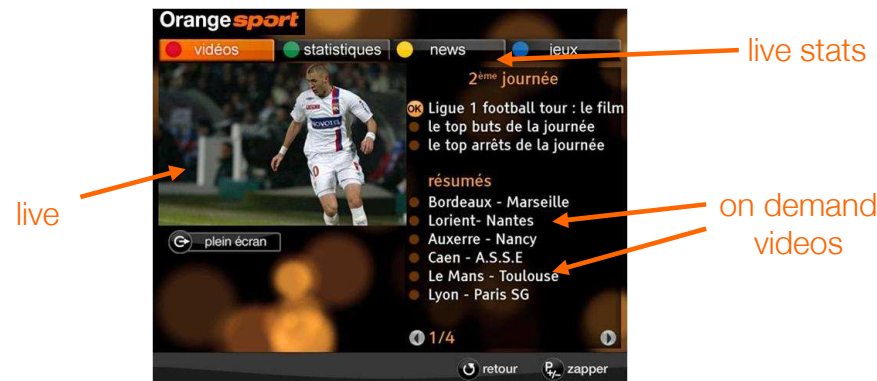 Orange sport
vidéos statistiques news jeux
live stats
2ème journée
OK Ligue 1 football tour : le film
le top buts de la journée
le top arrêts de la journée
NOVOTEL
résumés
Bordeaux - Marseille
Lorient- Nantes
Auxerre - Nancy
Caen - A.S.S.E
Le Mans - Toulouse
Lyon - Paris SG
live
on demand
videos
plein écran
1/4
retour P+/- zapper